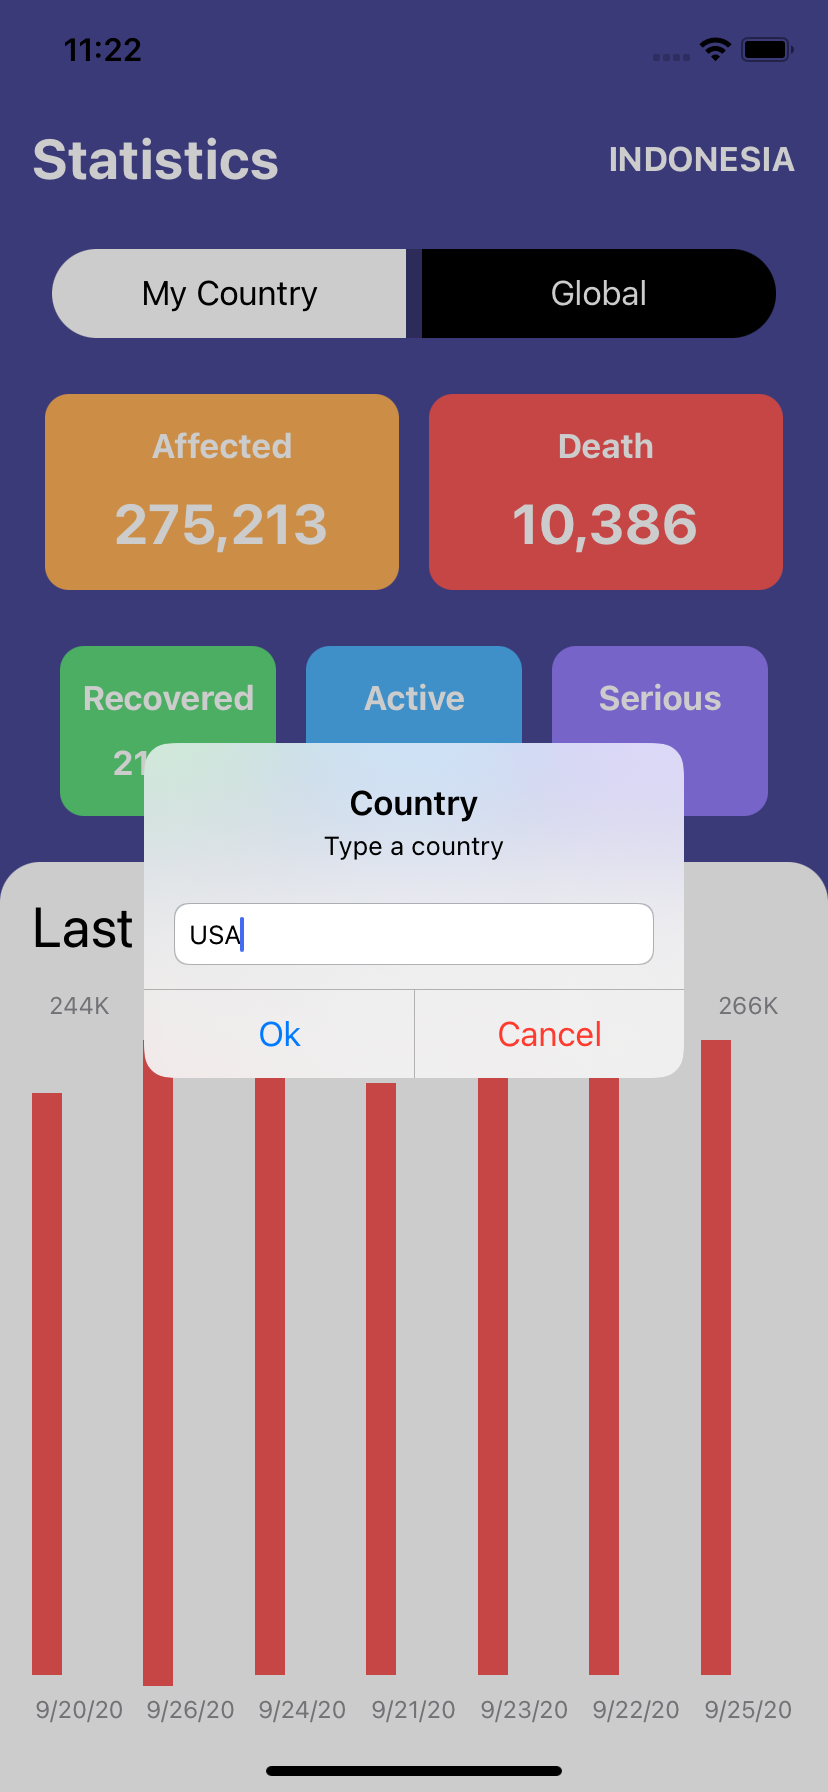 11:22
Statistics
INDONESIA
My Country
Global
Affected
Death
275,213
10,386
Recovered
Active
Serious
21
Country
Type a country
USA
Ok
Cancel
Last
244K
266K
9/20/20
9/26/20
9/24/20
9/21/20
9/23/20
9/22/20
9/25/20